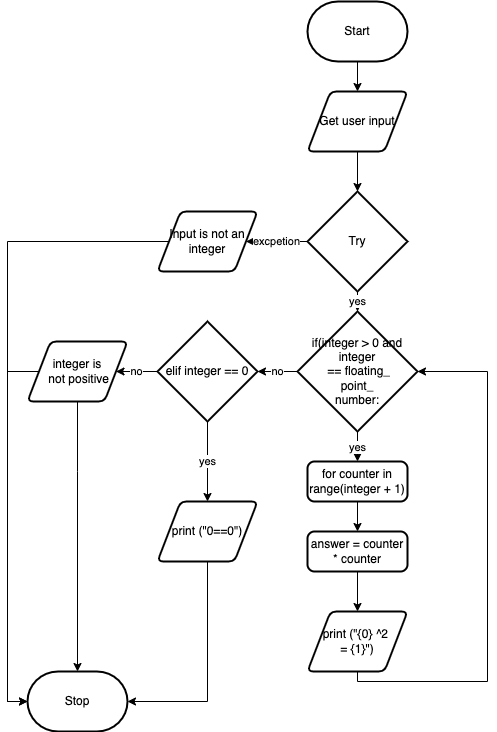 Start
Get user input
Input is not an
integer
excpetion
Try
yes
if(integer > 0 and
integer
== floating_
point_
number:
no
elif integer == 0
no
integer is
not positive
yes
yes
for counter in
range(integer + 1)
print ("0==0")
answer = counter
* counter
print ("{0} ^2
= {1}")
Stop